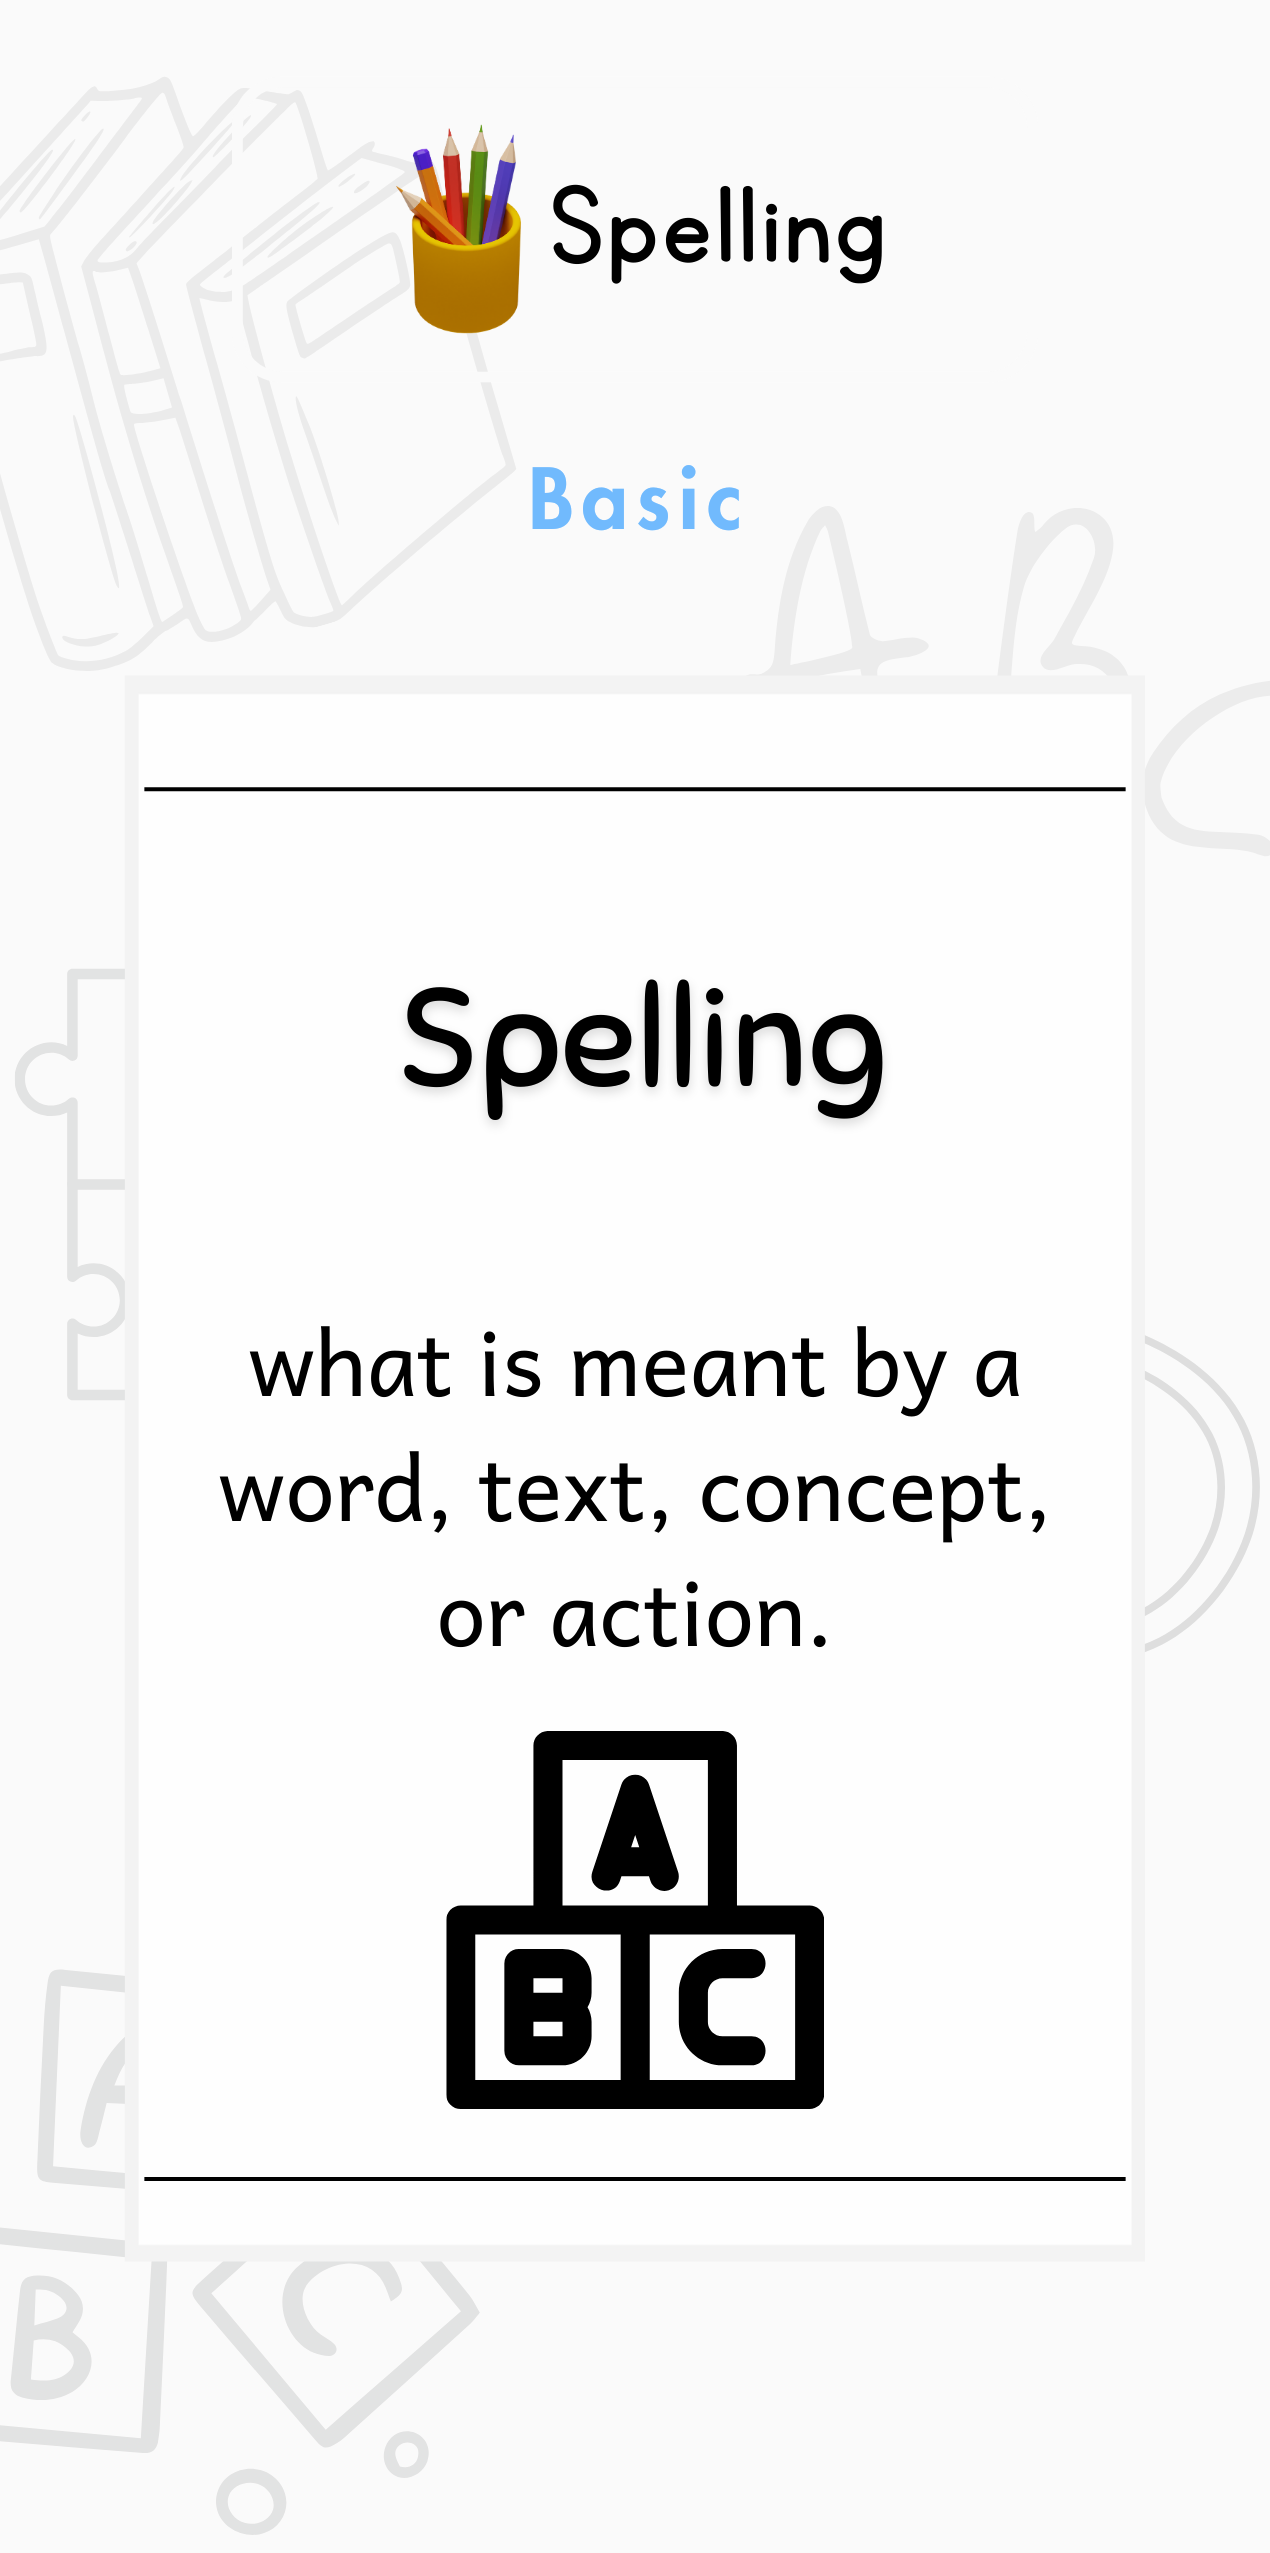 Spelling
Basic
A B
Spelling
what is meant by a
word, text, concept,
or action.
A
B C
A
B C